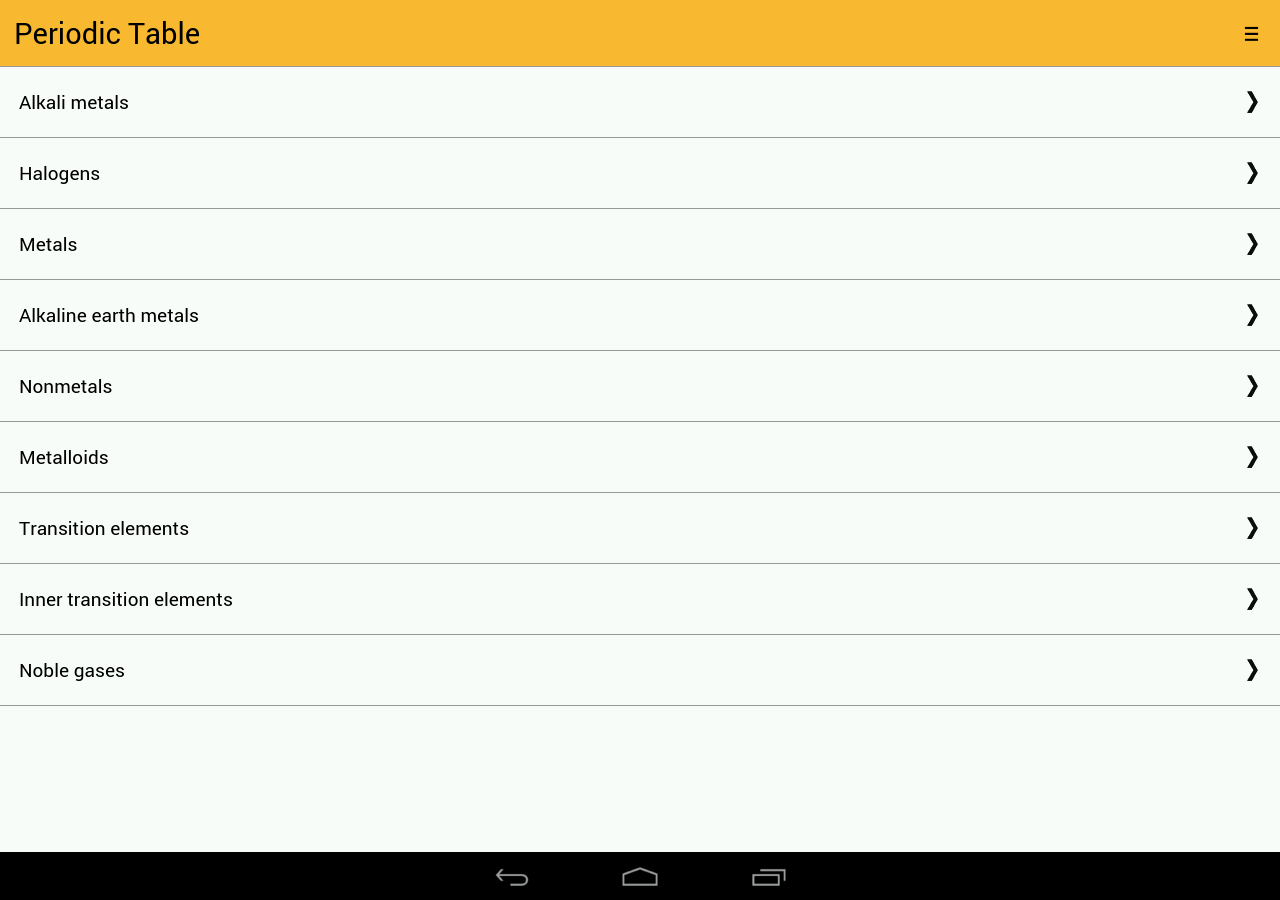 Periodic Table
Alkali metals
Halogens
Metals
Alkaline earth metals
Nonmetals
Metalloids
Transition elements
Inner transition elements
Noble gases